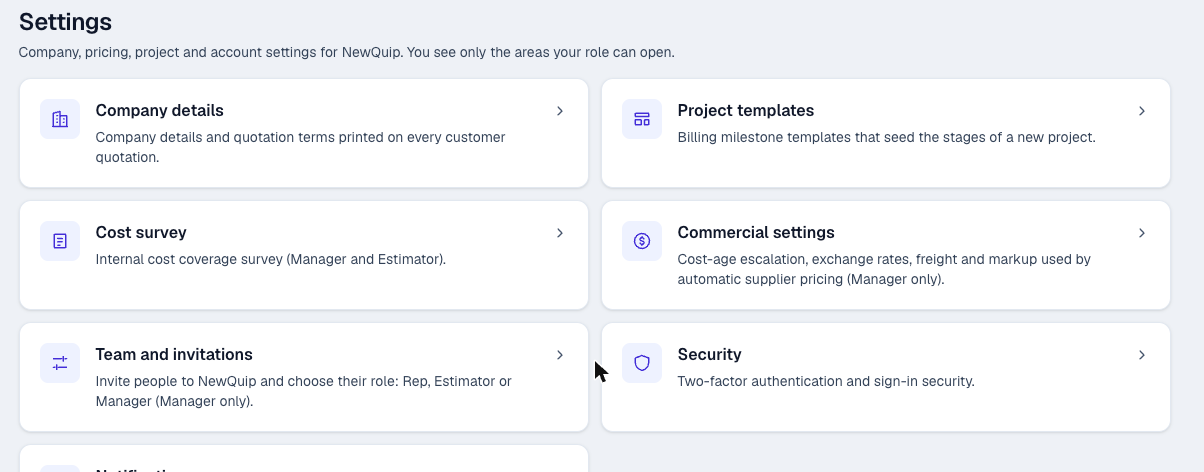 Settings
Company, pricing, project and account settings for NewQuip. You see only the areas your role can open.
Company details
Company details and quotation terms printed on every customer
quotation.
Project templates
Billing milestone templates that seed the stages of a new project.
Cost survey
Internal cost coverage survey (Manager and Estimator).
Commercial settings
Cost-age escalation, exchange rates, freight and markup used by
automatic supplier pricing (Manager only).
Team and invitations
Invite people to NewQuip and choose their role: Rep, Estimator or
Manager (Manager only).
Security
Two-factor authentication and sign-in security.